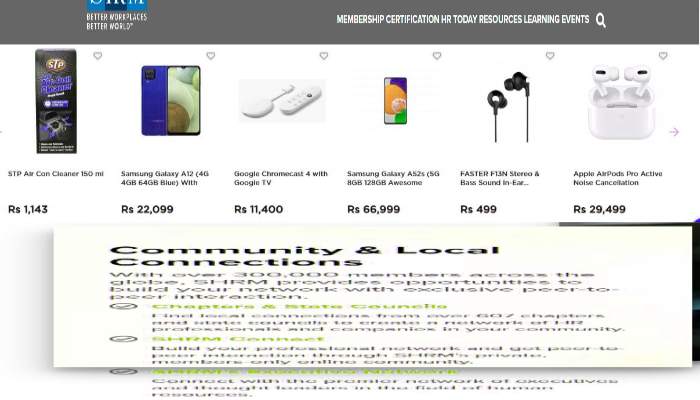 SHRM
BETTER WORKPLACES
BETTER WORLD™
MEMBERSHIP CERTIFICATION HR TODAY RESOURCES LEARNING EVENTS
STP
Cleaner
STP Air Con Cleaner 150 ml
Samsung Galaxy A12 (4G
4GB 64GB Blue) With
Google Chromecast 4 with
Google TV
Samsung Galaxy A52s (5G
8GB 128GB Awesome
FASTER F13N Stereo &
Bass Sound In-Ear...
Apple AirPods Pro Active
Noise Cancellation
Rs 1,143
Rs 22,099
Rs 11,400
Rs 66,999
Rs 499
Rs 29,499
Community & Local
Connections
With over 300,000 members across the
globe, SHRM provides opportunities to
build your network with exclusive peer-to-
peer interaction.
Chapters & State Councils
Find local connections from over 607 chapters
and state councils to create a network of HR
professionals and companies in your community.
SHRM Connect
Build your professional network and get peer-to-
peer interaction through SHRM's private,
members-only online community.
SHRM's Executive Network
Connect with the premier network of executives
and thought leaders in the field of human
resources.